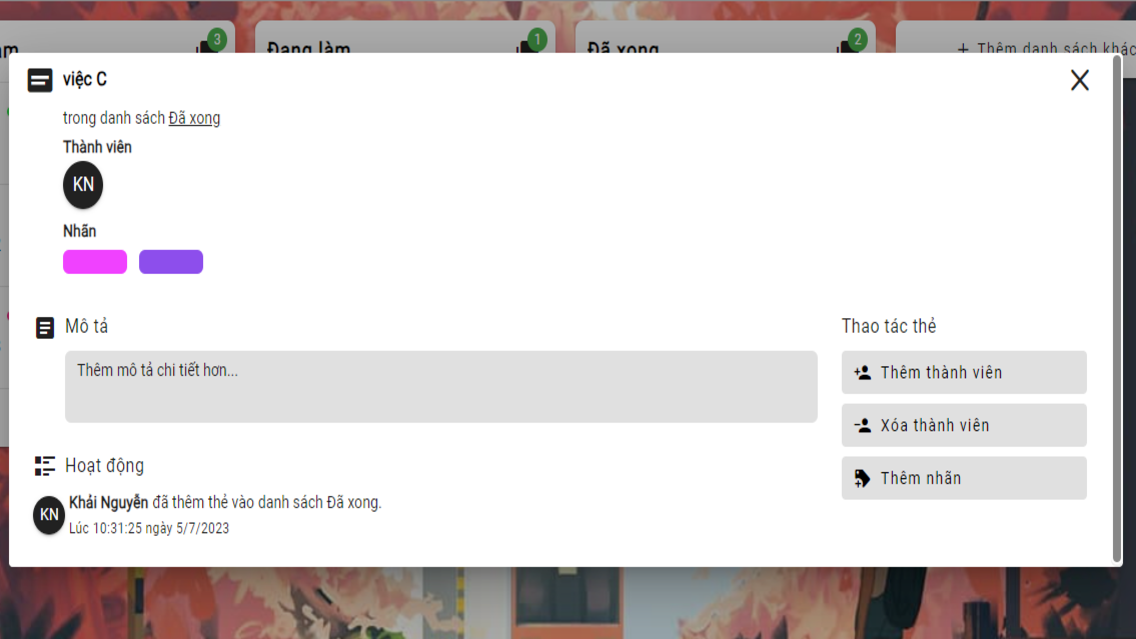 3
Đang làm
1
Đã xong
2
+ Thêm danh sách khác
việc C
trong danh sách Đã xong
Thành viên
KN
Nhãn
Mô tả
Thêm mô tả chi tiết hơn...
Thao tác thẻ
Thêm thành viên
Xóa thành viên
Thêm nhãn
Hoạt động
KN
Khải Nguyễn đã thêm thẻ vào danh sách Đã xong.
Lúc 10:31:25 ngày 5/7/2023